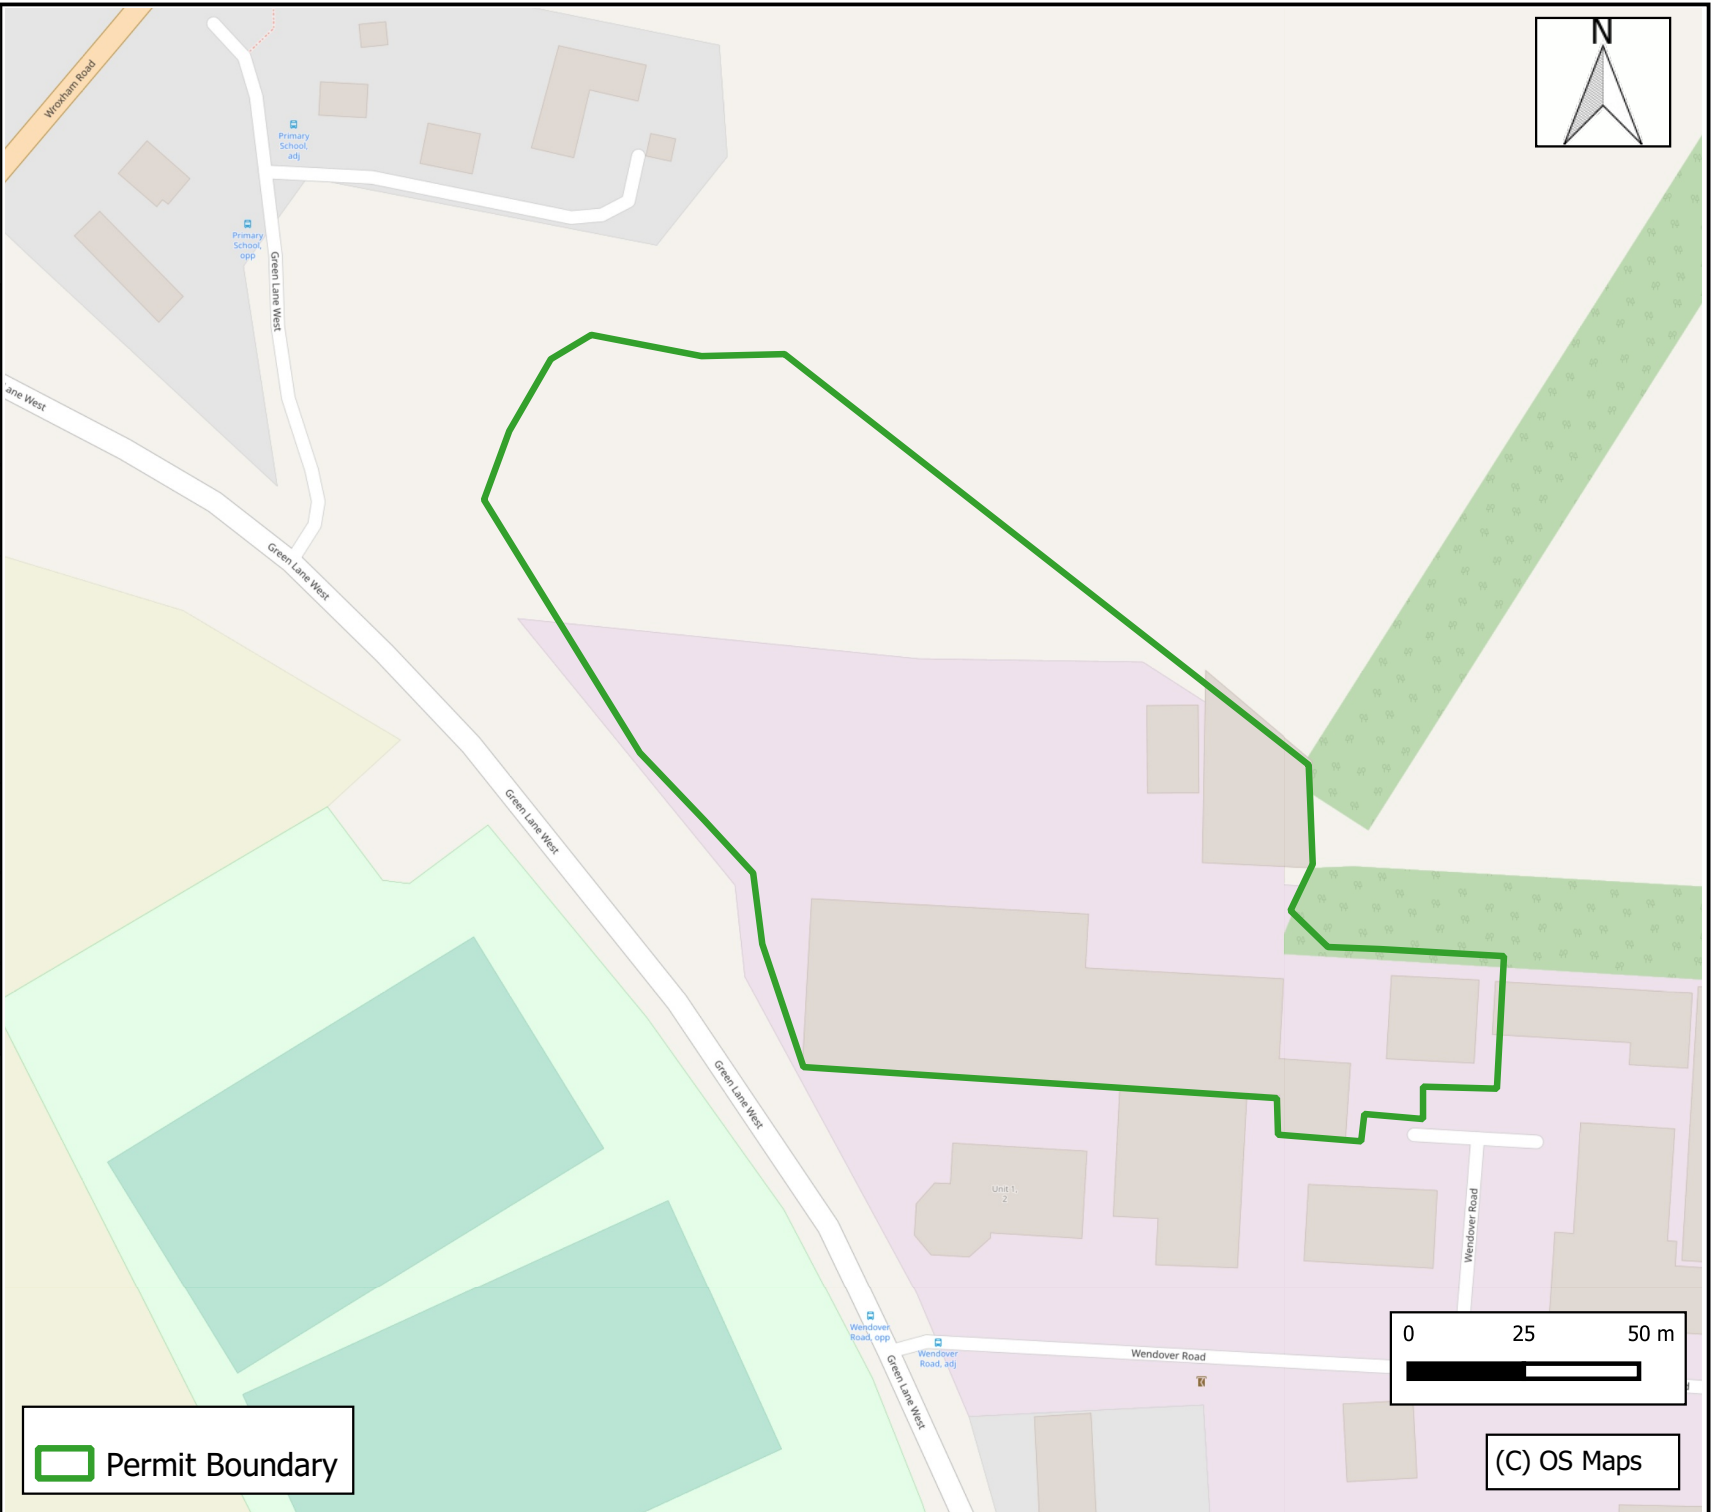 N
Wroxham Road
Primary
School,
adj
Primary
School,
opp
Green Lane West
ane West
Green Lane West
Green Lane West
Green Lane West
Unit 1,
2
Wendover Road
Wendover
Road, opp
Wendover
Road, adj
Wendover Road
Green Lane West
0 25 50 m
d
Permit Boundary
(C) OS Maps